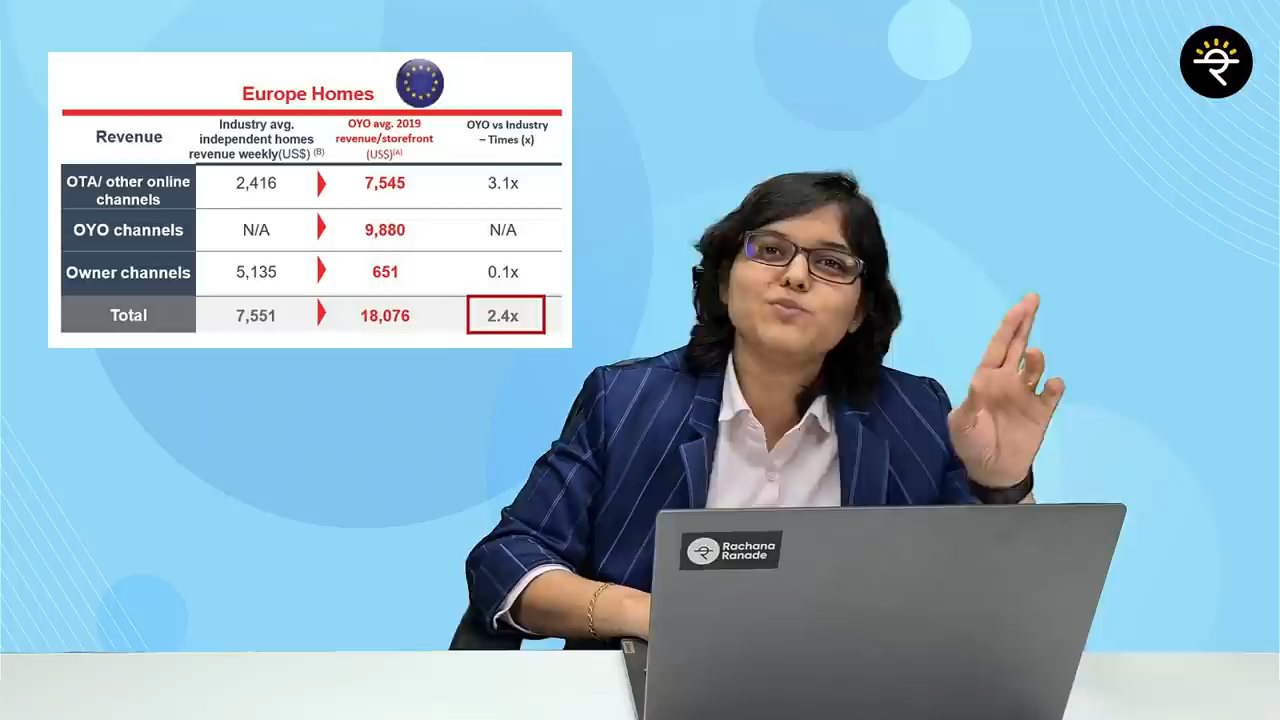 Europe Homes
Revenue
Industry avg.
independent homes
revenue weekly(US$) (B)
OYO avg. 2019
revenue/storefront
(US$)(A)
OYO vs Industry
– Times (x)
OTA/ other online
channels
2,416
7,545
3.1x
OYO channels
N/A
9,880
N/A
Owner channels
5,135
651
0.1x
Total
7,551
18,076
2.4x
Rachana
Ranade